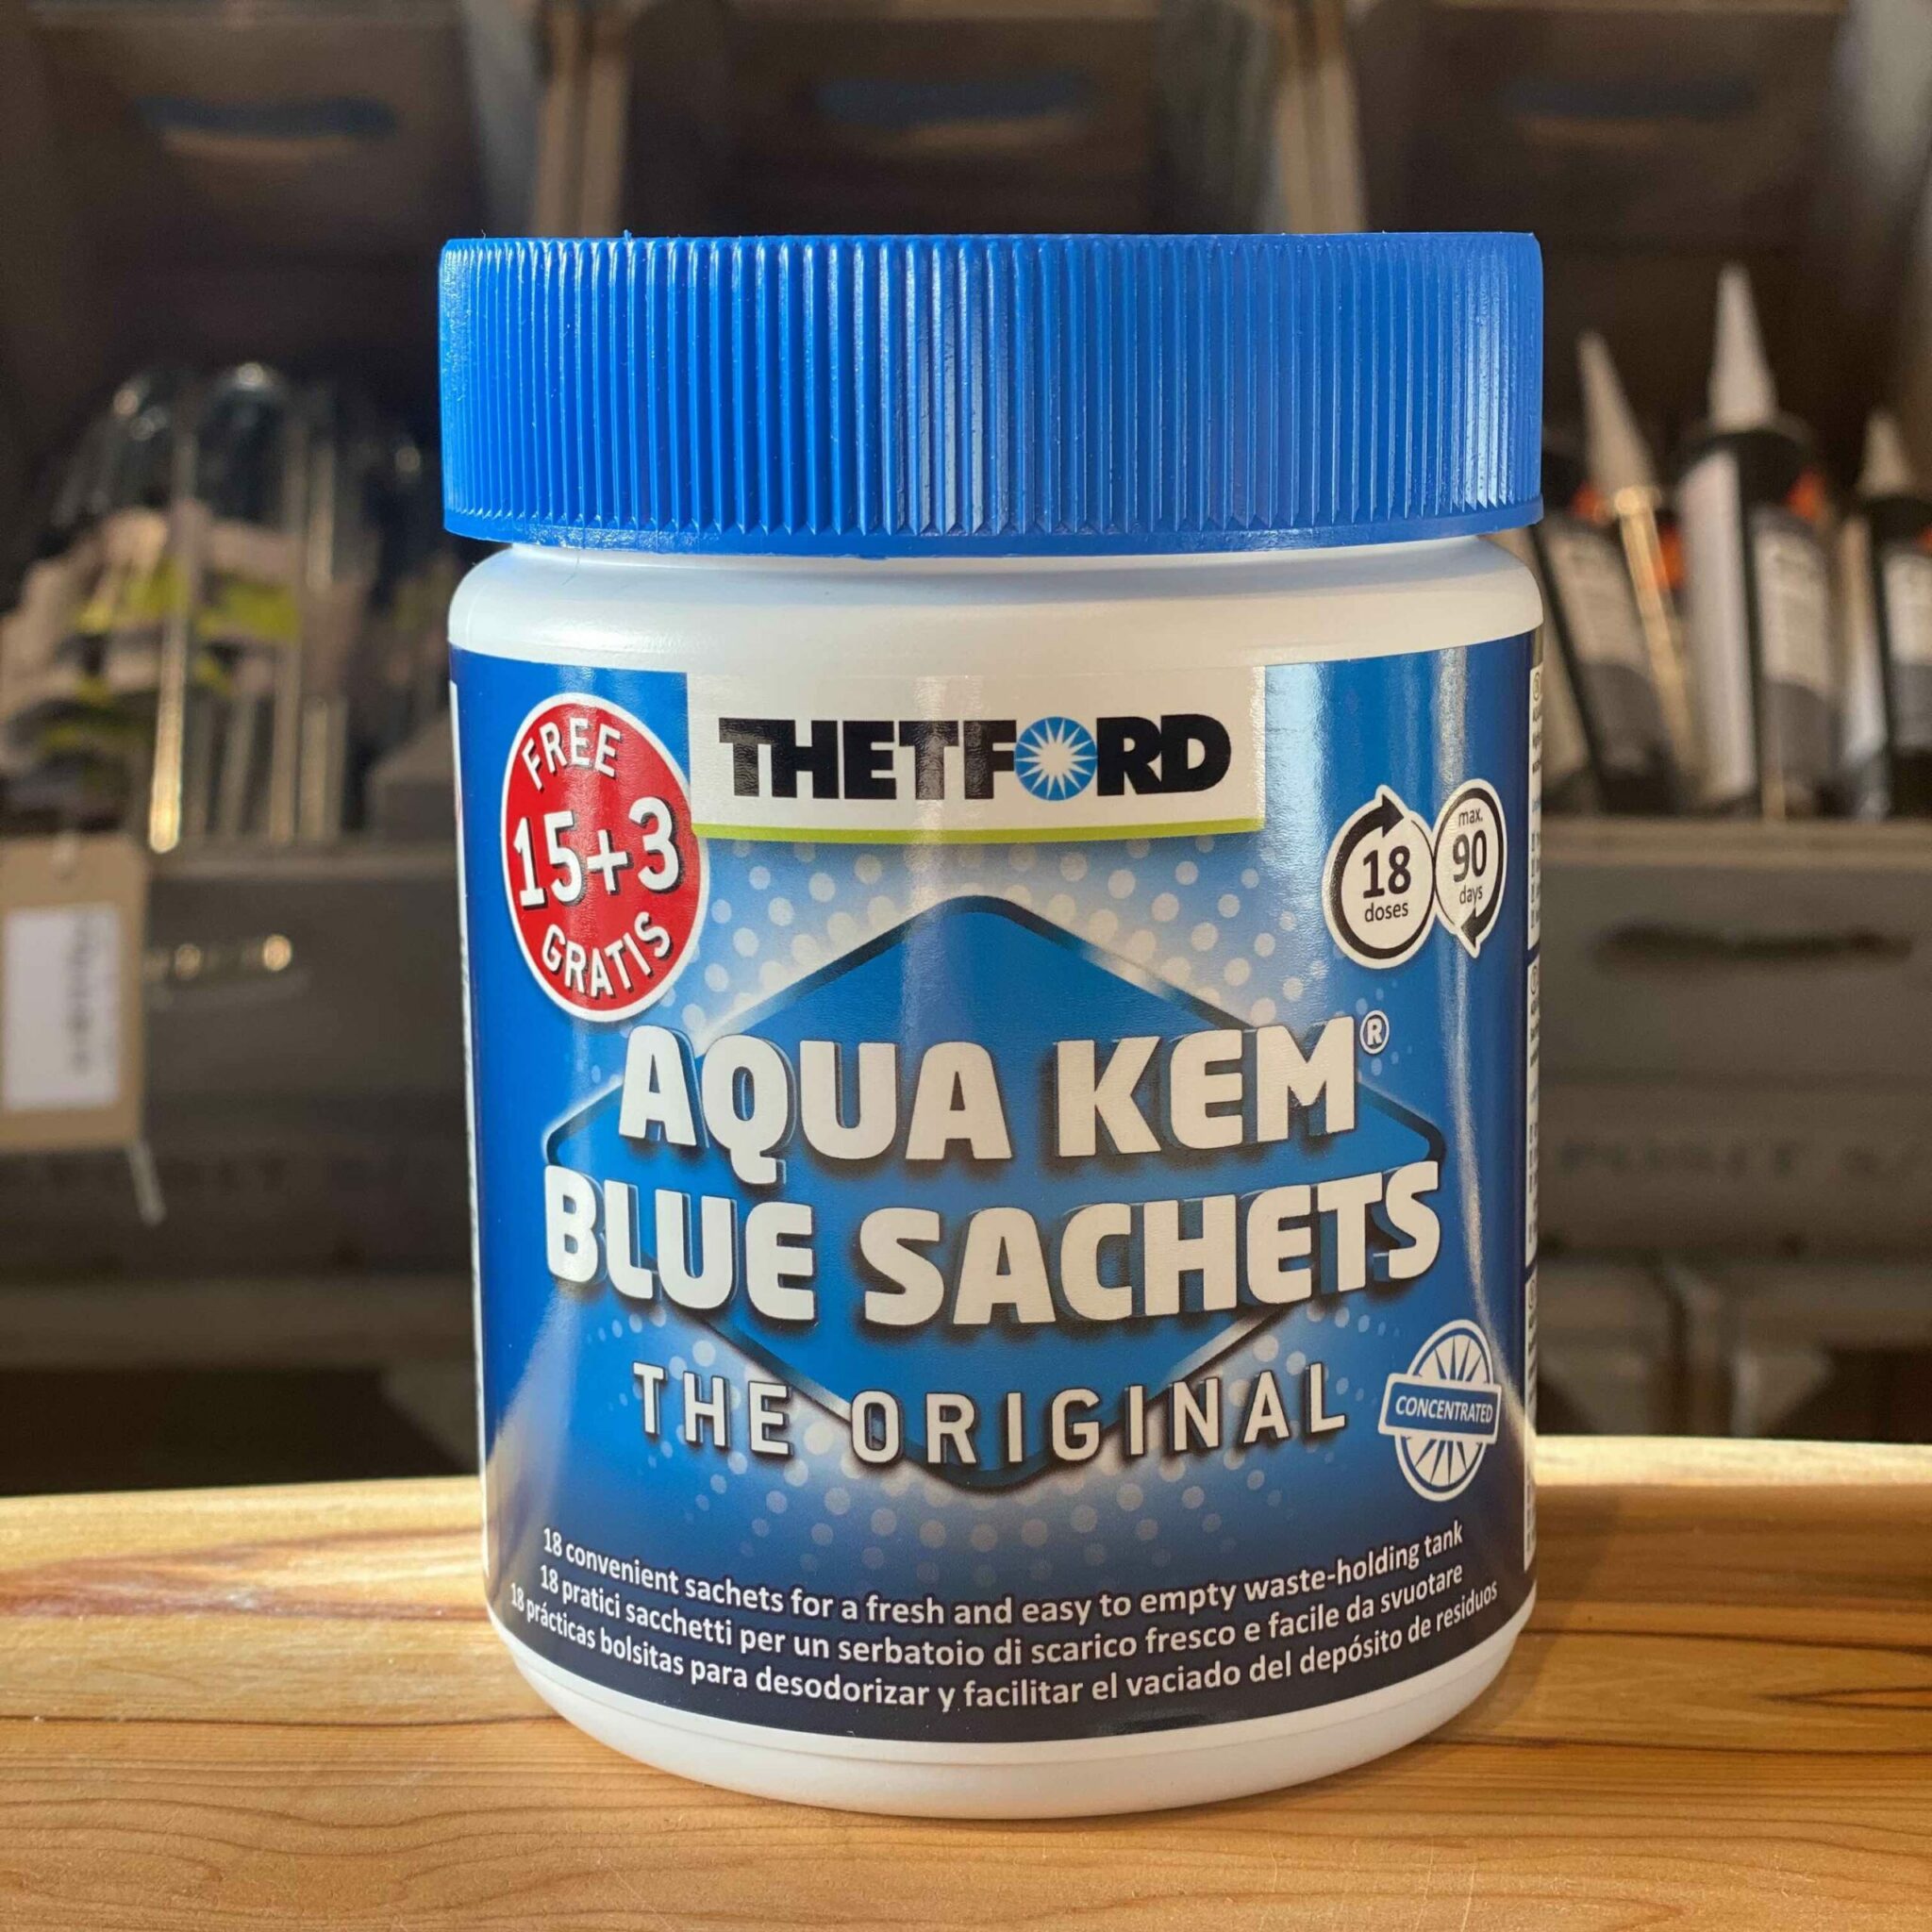 FREE
15+3
GRATIS
THETFORD
18
doses
max.
90
days
AQUA KEM®
BLUE SACHETS
THE ORIGINAL
CONCENTRATED
18 convenient sachets for a fresh and easy to empty waste-holding tank
18 pratici sacchetti per un serbatoio di scarico fresco e facile da svuotare
18 prácticas bolsitas para desodorizar y facilitar el vaciado del depósito de residuos